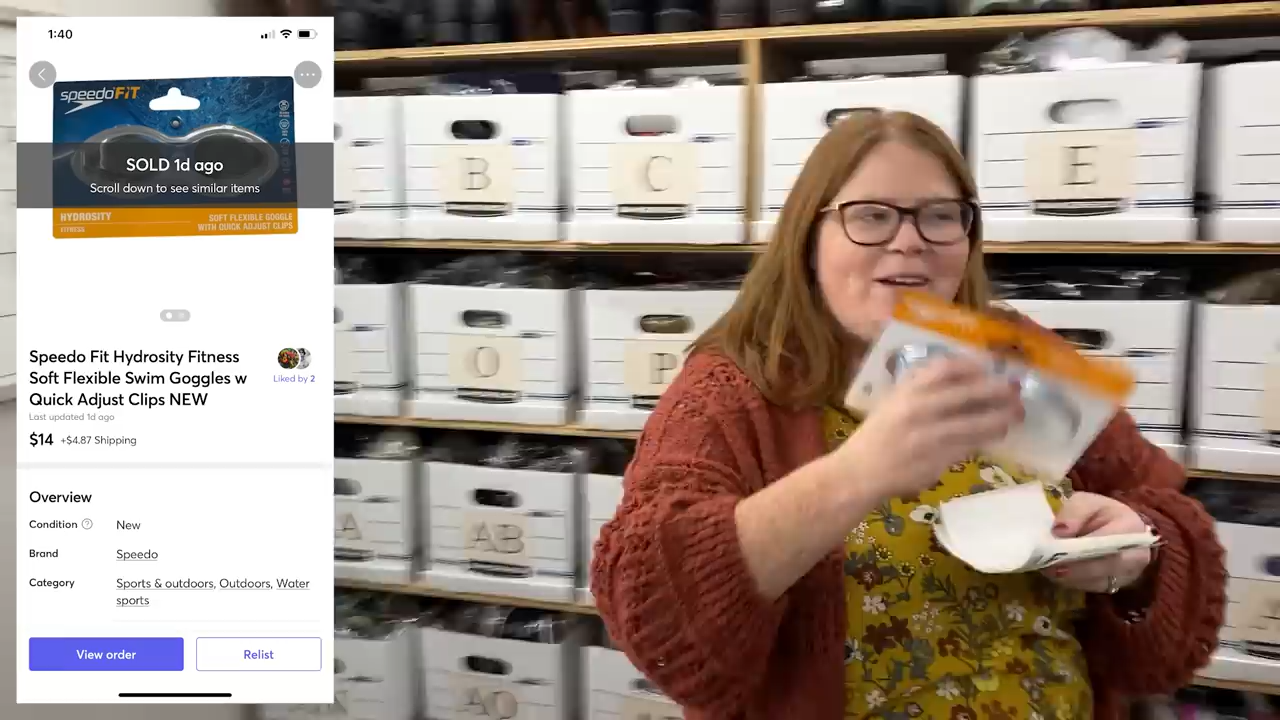 1:40
speedo FIT
SOLD 1d ago
Scroll down to see similar items
HYDROSITY
FITNESS
SOFT FLEXIBLE GOGGLE
WITH QUICK ADJUST CLIPS
Speedo Fit Hydrosity Fitness
Soft Flexible Swim Goggles w
Quick Adjust Clips NEW
Liked by 2
Last updated 1d ago
$14 +$4.87 Shipping
Overview
Condition ? New
Brand Speedo
Category Sports & outdoors, Outdoors, Water
sports
View order Relist
B C E
O P
A AB